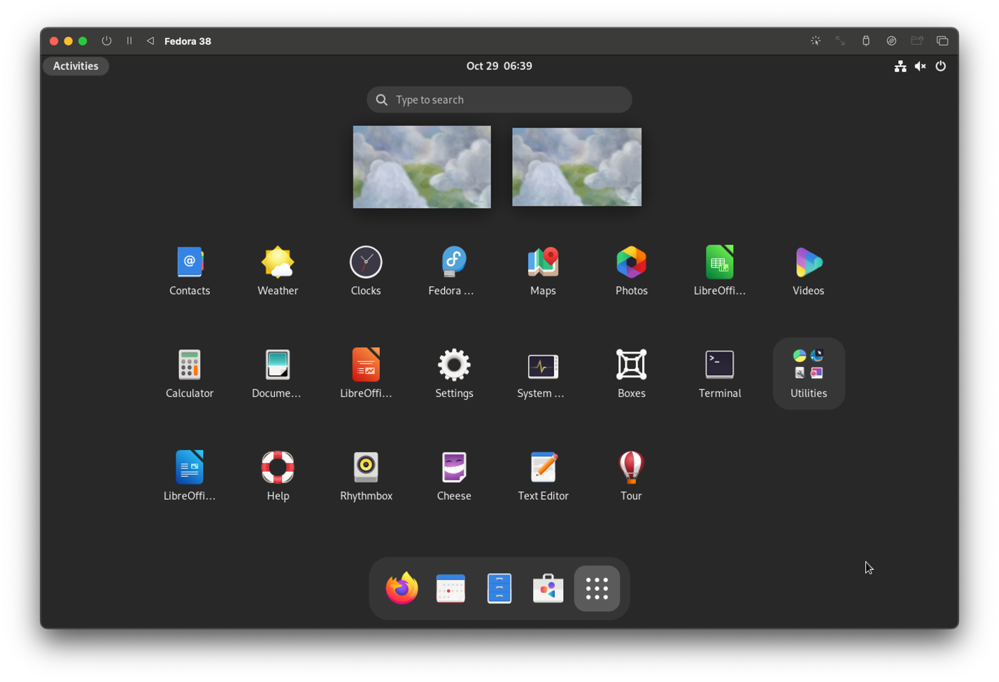 Fedora 38
Activities
Oct 29 06:39
Type to search
Contacts
Weather
Clocks
Fedora ...
Maps
Photos
LibreOffi...
Videos
Calculator
Docume...
LibreOffi...
Settings
System ...
Boxes
>_
Terminal
Utilities
LibreOffi...
Help
Rhythmbox
Cheese
Text Editor
Tour